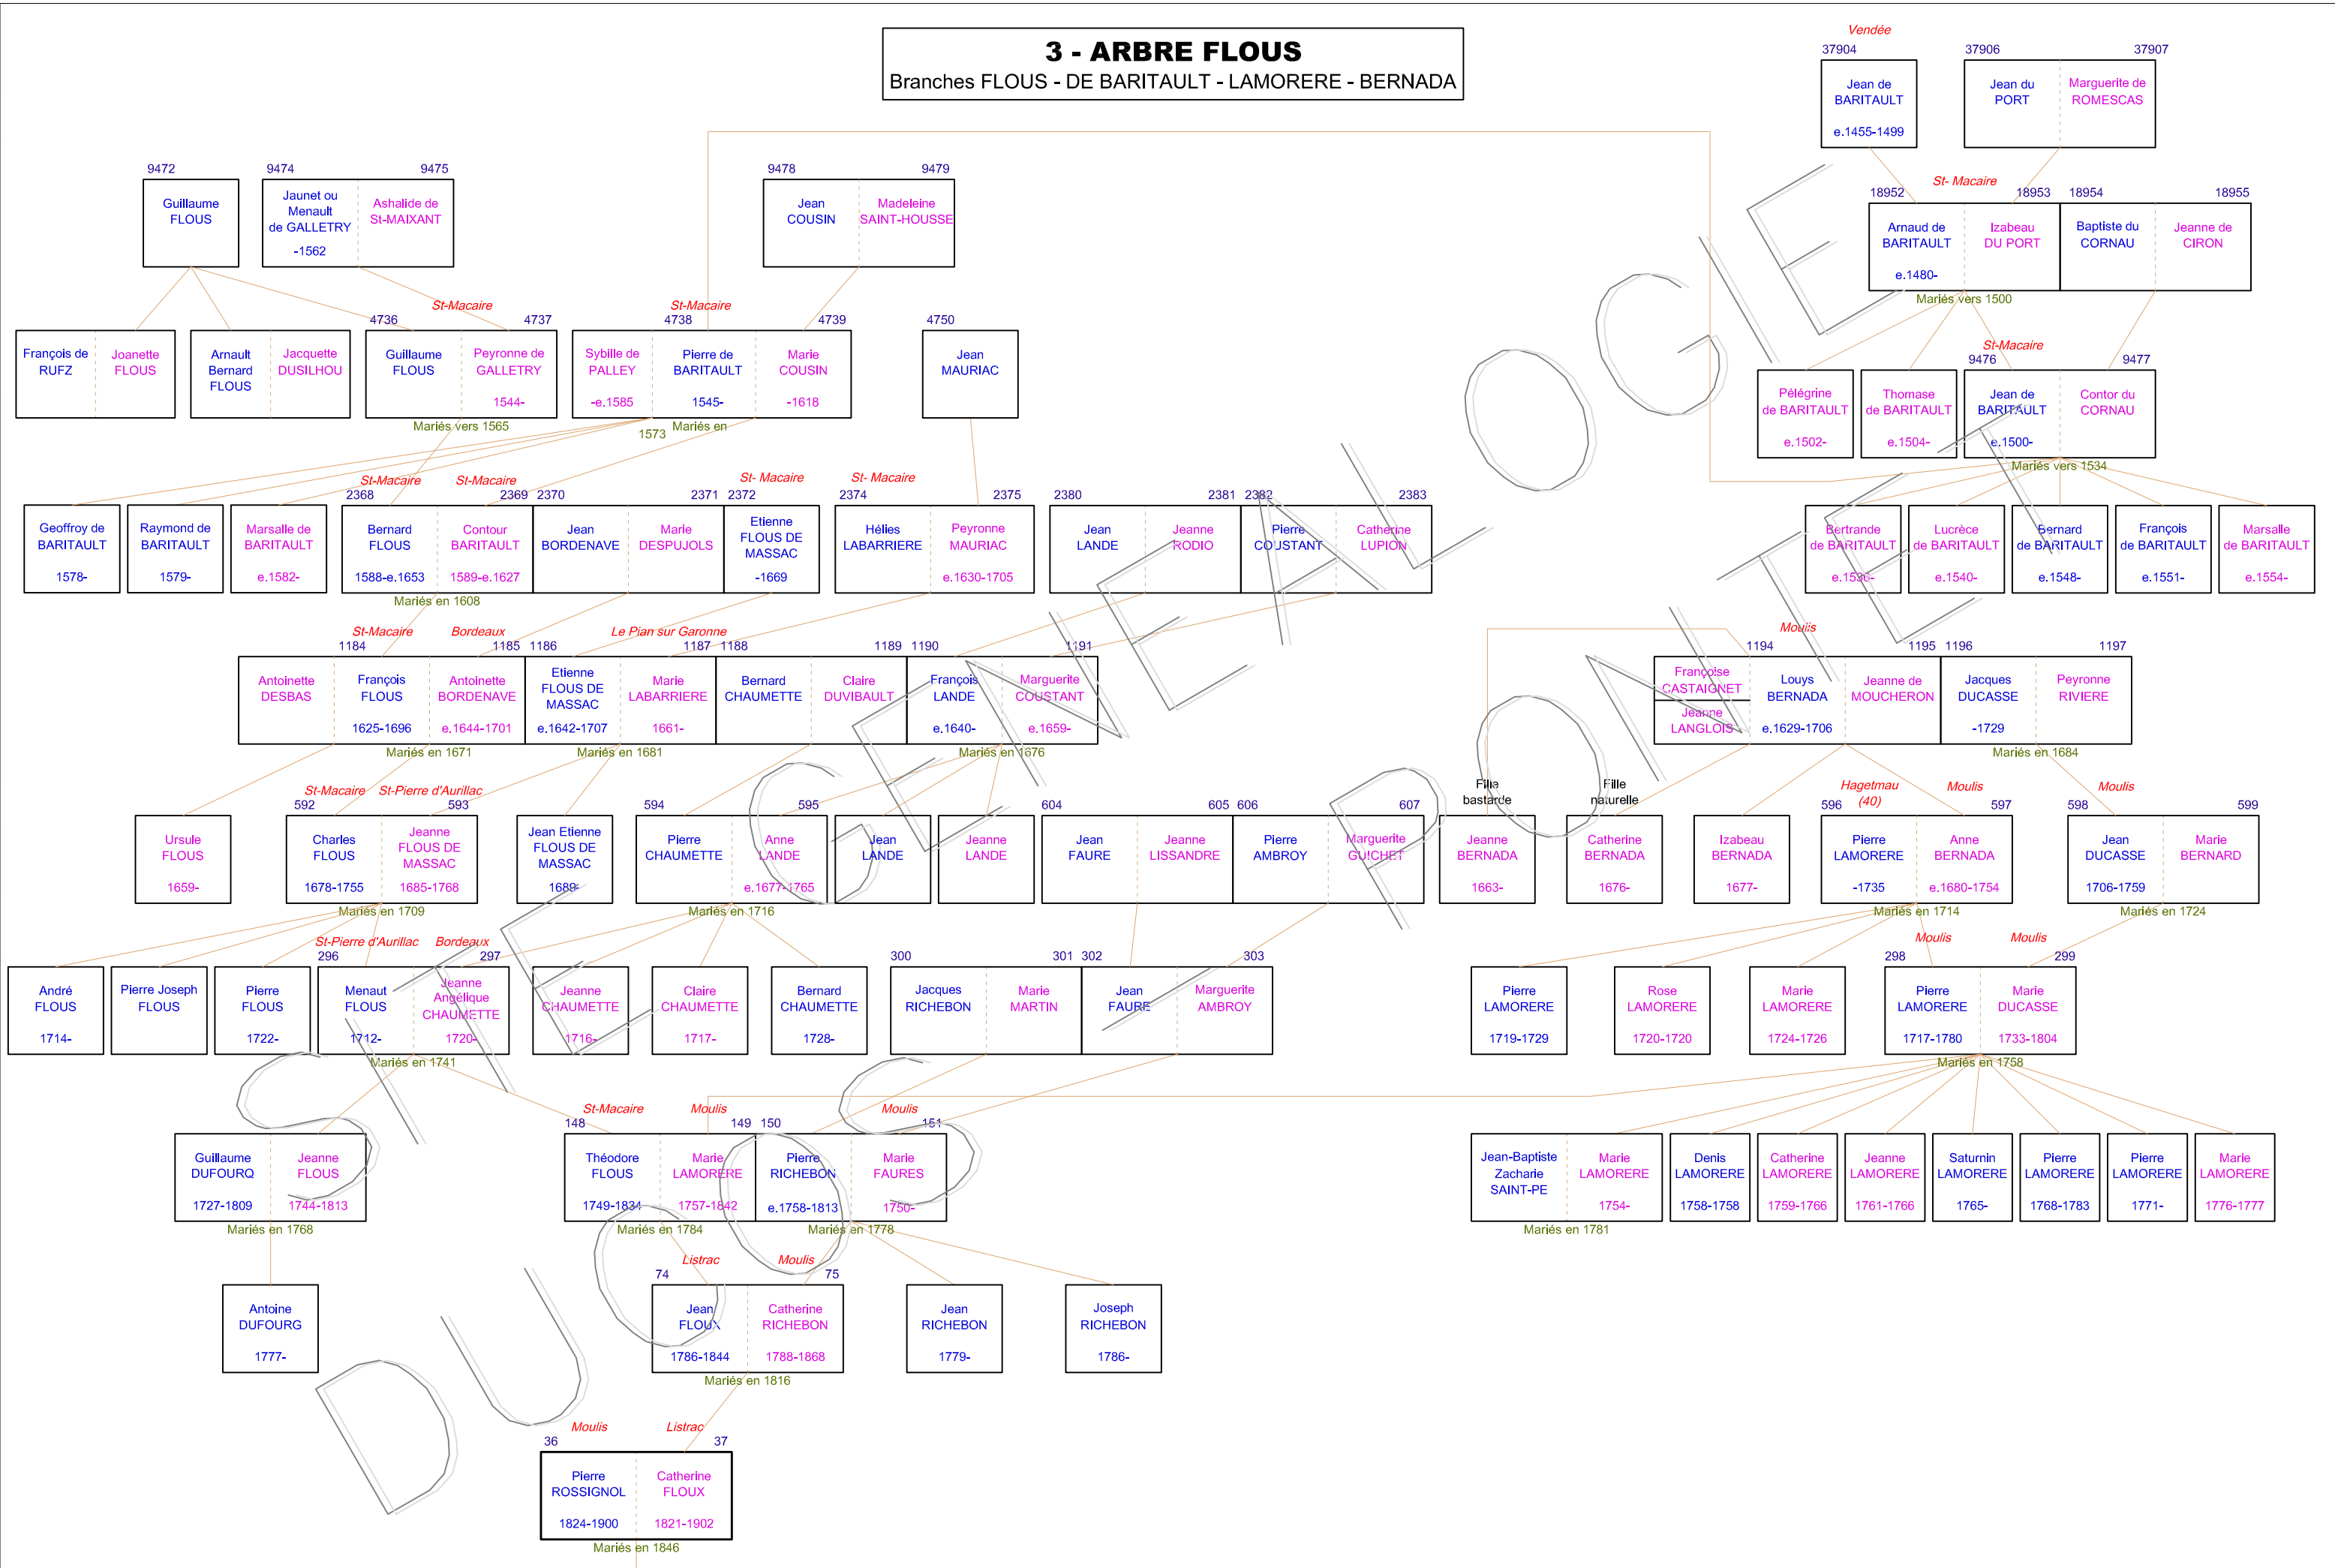 3 - ARBRE FLOUS
Branches FLOUS - DE BARITAULT - LAMORERE - BERNADA
Vendée
37904
Jean de
BARITAULT
e.1455-1499
37906 37907
Jean du
PORT
Marguerite de
ROMESCAS
9472
Guillaume
FLOUS
9474 9475
Jaunet ou
Menault
de GALLETRY
-1562
Ashalide de
St-MAIXANT
9478 9479
Jean
COUSIN
Madeleine
SAINT-HOUSSE
St- Macaire
18952 18953
Arnaud de
BARITAULT
e.1480-
Izabeau
DU PORT
Mariés vers 1500
18954 18955
Baptiste du
CORNAU
Jeanne de
CIRON
François de
RUFZ
Joanette
FLOUS
Arnault
Bernard
FLOUS
Jacquette
DUSILHOU
St-Macaire
4736 4737
Guillaume
FLOUS
Peyronne de
GALLETRY
1544-
Mariés vers 1565
St-Macaire
4738 4739
Sybille de
PALLEY
-e.1585
Pierre de
BARITAULT
1545-
Marie
COUSIN
-1618
1573
Mariés en
4750
Jean
MAURIAC
Pélégrine
de BARITAULT
e.1502-
Thomase
de BARITAULT
e.1504-
St-Macaire
9476 9477
Jean de
BARITAULT
e.1500-
Contor du
CORNAU
Mariés vers 1534
Geoffroy de
BARITAULT
1578-
Raymond de
BARITAULT
1579-
Marsalle de
BARITAULT
e.1582-
St-Macaire St-Macaire
2368 2369
Bernard
FLOUS
1588-e.1653
Contour
BARITAULT
1589-e.1627
Mariés en 1608
2370 2371
Jean
BORDENAVE
Marie
DESPUJOLS
St- Macaire
2372
Etienne
FLOUS DE
MASSAC
-1669
St- Macaire
2374 2375
Hélies
LABARRIERE
Peyronne
MAURIAC
e.1630-1705
2380 2381
Jean
LANDE
Jeanne
RODIO
2382 2383
Pierre
COUSTANT
Catherine
LUPION
Bertrande
de BARITAULT
e.1536-
Lucrèce
de BARITAULT
e.1540-
Bernard
de BARITAULT
e.1548-
François
de BARITAULT
e.1551-
Marsalle
de BARITAULT
e.1554-
St-Macaire Bordeaux
1184 1185
Antoinette
DESBAS
François
FLOUS
1625-1696
Antoinette
BORDENAVE
e.1644-1701
Mariés en 1671
Le Pian sur Garonne
1186 1187
Etienne
FLOUS DE
MASSAC
e.1642-1707
Marie
LABARRIERE
1661-
Mariés en 1681
1188 1189
Bernard
CHAUMETTE
Claire
DUVIBAULT
1190 1191
François
LANDE
e.1640-
Marguerite
COUSTANT
e.1659-
Mariés en 1676
Moulis
1194 1195
Françoise
CASTAIGNET
Jeanne
LANGLOIS
Louys
BERNADA
e.1629-1706
Jeanne de
MOUCHERON
1196 1197
Jacques
DUCASSE
-1729
Peyronne
RIVIERE
Mariés en 1684
Ursule
FLOUS
1659-
St-Macaire St-Pierre d'Aurillac
592 593
Charles
FLOUS
1678-1755
Jeanne
FLOUS DE
MASSAC
1685-1768
Mariés en 1709
Jean Etienne
FLOUS DE
MASSAC
1689-
594 595
Pierre
CHAUMETTE
Anne
LANDE
e.1677-1765
Mariés en 1716
Jean
LANDE
Jeanne
LANDE
604 605
Jean
FAURE
Jeanne
LISSANDRE
606 607
Pierre
AMBROY
Marguerite
GUICHET
Fille
bastarde
Jeanne
BERNADA
1663-
Fille
naturelle
Catherine
BERNADA
1676-
Izabeau
BERNADA
1677-
Hagetmau
(40)
Moulis
596 597
Pierre
LAMORERE
-1735
Anne
BERNADA
e.1680-1754
Mariés en 1714
Moulis
598 599
Jean
DUCASSE
1706-1759
Marie
BERNARD
Mariés en 1724
André
FLOUS
1714-
Pierre Joseph
FLOUS
Pierre
FLOUS
1722-
St-Pierre d'Aurillac Bordeaux
296 297
Menaut
FLOUS
1712-
Jeanne
Angélique
CHAUMETTE
1720-
Mariés en 1741
Jeanne
CHAUMETTE
1716-
Claire
CHAUMETTE
1717-
Bernard
CHAUMETTE
1728-
300 301
Jacques
RICHEBON
Marie
MARTIN
302 303
Jean
FAURE
Marguerite
AMBROY
Pierre
LAMORERE
1719-1729
Rose
LAMORERE
1720-1720
Marie
LAMORERE
1724-1726
Moulis Moulis
298 299
Pierre
LAMORERE
1717-1780
Marie
DUCASSE
1733-1804
Mariés en 1758
Guillaume
DUFOURQ
1727-1809
Jeanne
FLOUS
1744-1813
Mariés en 1768
St-Macaire Moulis
148 149
Théodore
FLOUS
1749-1834
Marie
LAMORERE
1757-1842
Mariés en 1784
Moulis
150 151
Pierre
RICHEBON
e.1758-1813
Marie
FAURES
1750-
Mariés en 1778
Jean-Baptiste
Zacharie
SAINT-PE
Marie
LAMORERE
1754-
Mariés en 1781
Denis
LAMORERE
1758-1758
Catherine
LAMORERE
1759-1766
Jeanne
LAMORERE
1761-1766
Saturnin
LAMORERE
1765-
Pierre
LAMORERE
1768-1783
Pierre
LAMORERE
1771-
Marie
LAMORERE
1776-1777
Antoine
DUFOURG
1777-
Listrac Moulis
74 75
Jean
FLOUX
1786-1844
Catherine
RICHEBON
1788-1868
Mariés en 1816
Jean
RICHEBON
1779-
Joseph
RICHEBON
1786-
Moulis Listrac
36 37
Pierre
ROSSIGNOL
1824-1900
Catherine
FLOUX
1821-1902
Mariés en 1846
SITE GENEALOGIE
DUCOS PONTET